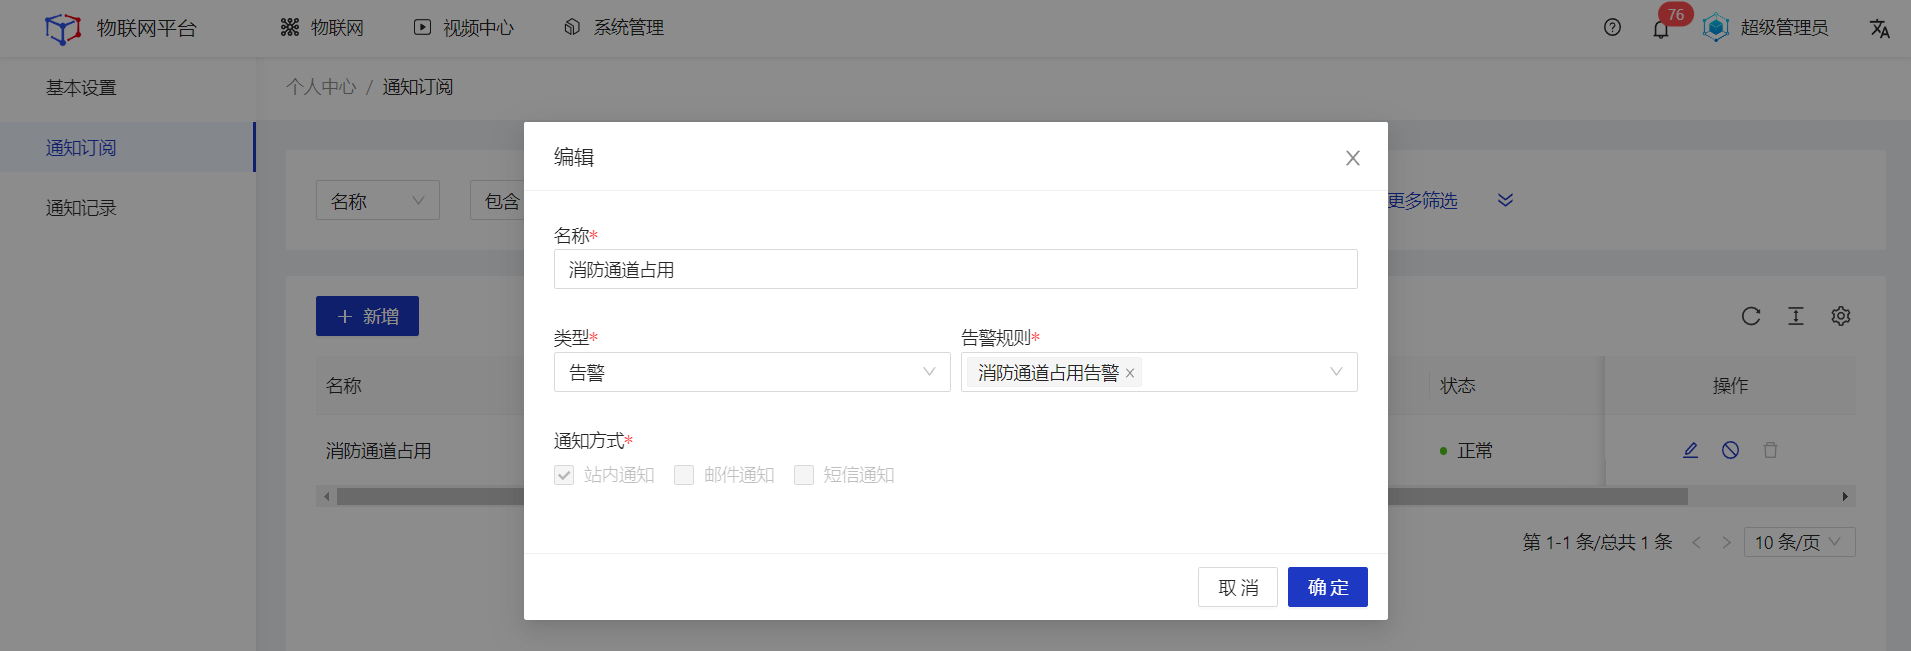 物联网平台 物联网 视频中心 系统管理 76 超级管理员
基本设置
通知订阅
通知记录
个人中心 / 通知订阅
名称 包含 更多筛选
新增
名称 状态 操作
消防通道占用 正常
第 1-1 条/总共 1 条 10 条/页
编辑
名称*
消防通道占用
类型* 告警规则*
告警 消防通道占用告警
通知方式*
站内通知 邮件通知 短信通知
取 消 确 定